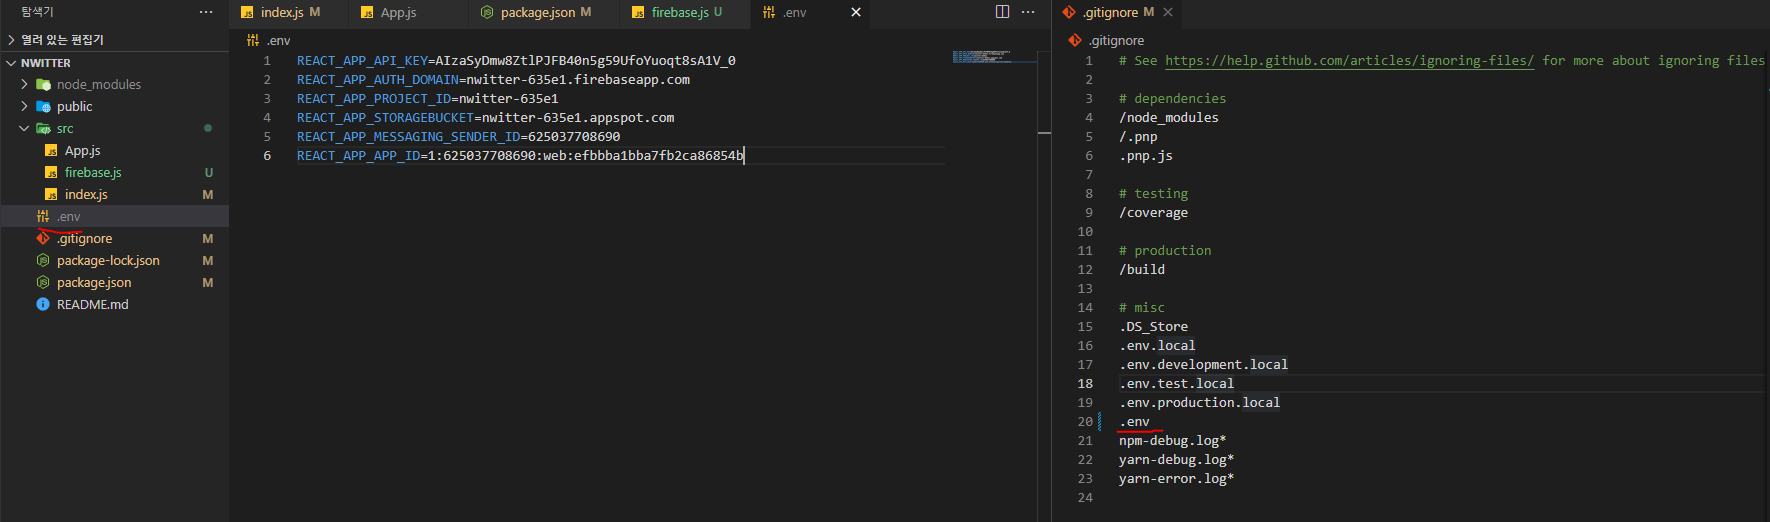 탐색기 ···
열려 있는 편집기
NWITTER
node_modules
public
src
App.js
firebase.js U
index.js M
.env
.gitignore M
package-lock.json M
package.json M
README.md
index.js M App.js package.json M firebase.js U .env
.env
1 REACT_APP_API_KEY=AIzaSyDmw8ZtlPJFB40n5g59UfoYuoqt8sA1V_0
2 REACT_APP_AUTH_DOMAIN=nwitter-635e1.firebaseapp.com
3 REACT_APP_PROJECT_ID=nwitter-635e1
4 REACT_APP_STORAGEBUCKET=nwitter-635e1.appspot.com
5 REACT_APP_MESSAGING_SENDER_ID=625037708690
6 REACT_APP_APP_ID=1:625037708690:web:efbbba1bba7fb2ca86854b
.gitignore M
.gitignore
1 # See https://help.github.com/articles/ignoring-files/ for more about ignoring files
2
3 # dependencies
4 /node_modules
5 /.pnp
6 .pnp.js
7
8 # testing
9 /coverage
10
11 # production
12 /build
13
14 # misc
15 .DS_Store
16 .env.local
17 .env.development.local
18 .env.test.local
19 .env.production.local
20 .env
21 npm-debug.log*
22 yarn-debug.log*
23 yarn-error.log*
24